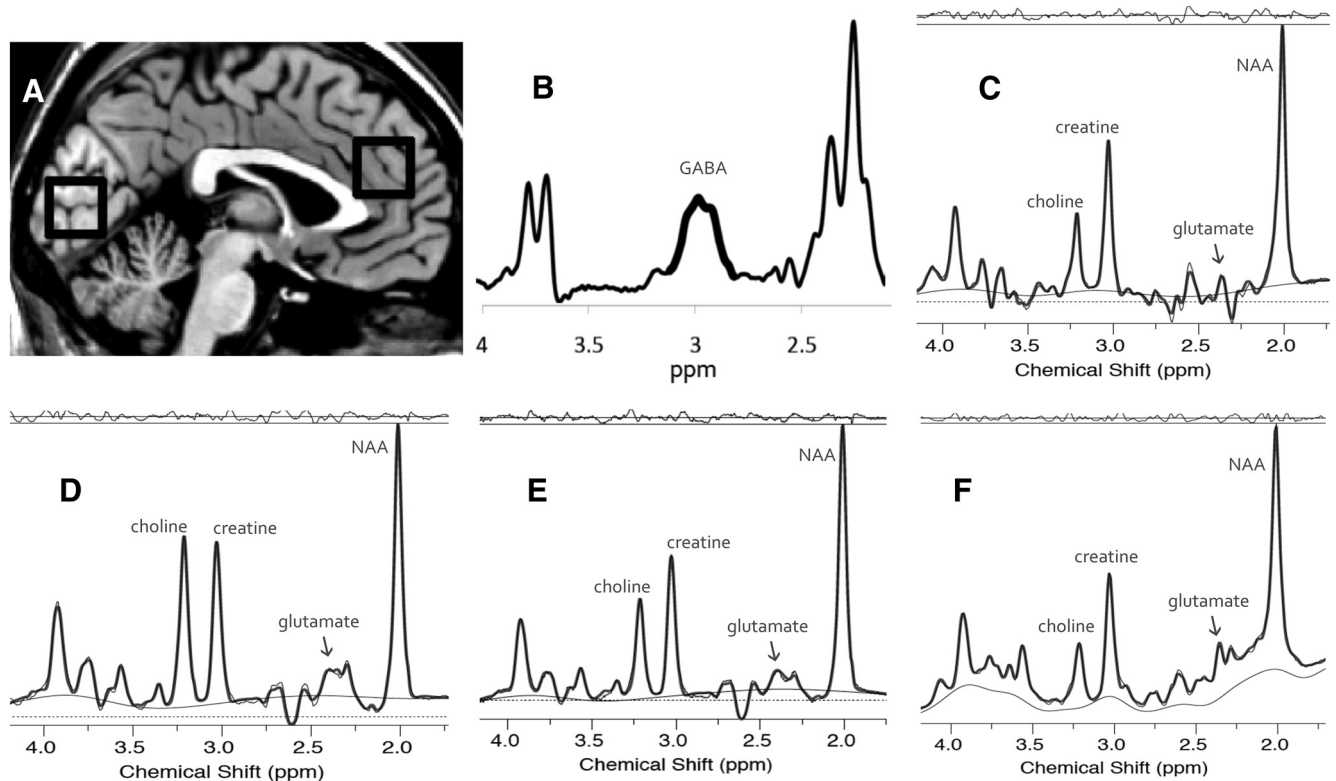 A
B
GABA
4 3.5 3 2.5
ppm
C
NAA
creatine
choline
glutamate
4.0 3.5 3.0 2.5 2.0
Chemical Shift (ppm)
D
NAA
choline creatine
glutamate
4.0 3.5 3.0 2.5 2.0
Chemical Shift (ppm)
E
NAA
creatine
choline
glutamate
4.0 3.5 3.0 2.5 2.0
Chemical Shift (ppm)
F
NAA
creatine
glutamate
choline
4.0 3.5 3.0 2.5 2.0
Chemical Shift (ppm)